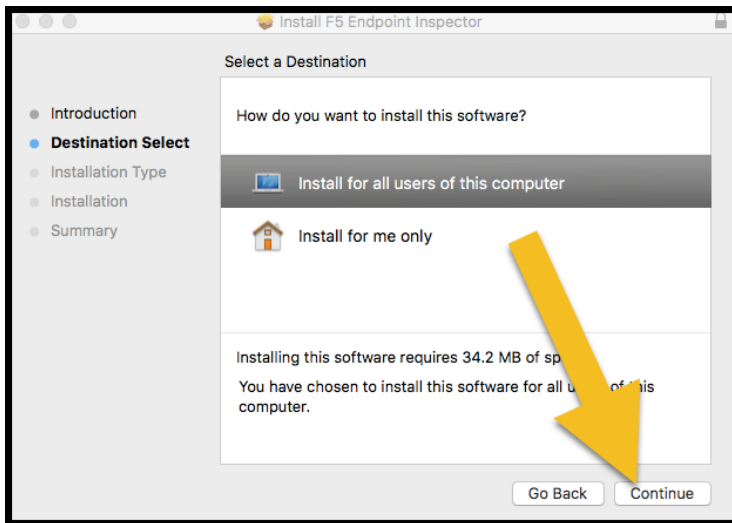 Install F5 Endpoint Inspector
Select a Destination
Introduction
Destination Select
Installation Type
Installation
Summary
How do you want to install this software?
Install for all users of this computer
Install for me only
Installing this software requires 34.2 MB of
You have chosen to install this software for all of this
computer.
Go Back
Continue